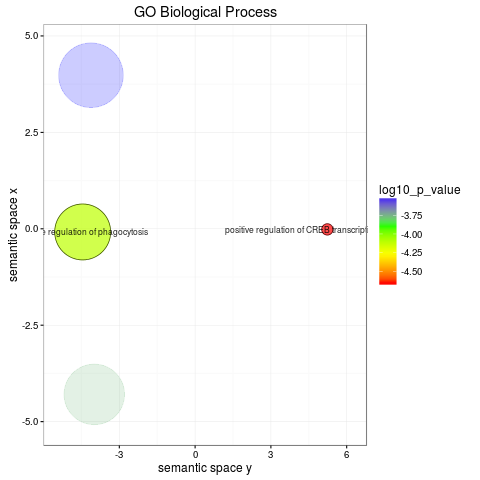 GO Biological Process
5.0
2.5
0.0
-2.5
-5.0
semantic space x
regulation of phagocytosis
positive regulation of CREB transcripti
-3
0
3
6
semantic space y
log10_p_value
-3.75
-4.00
-4.25
-4.50